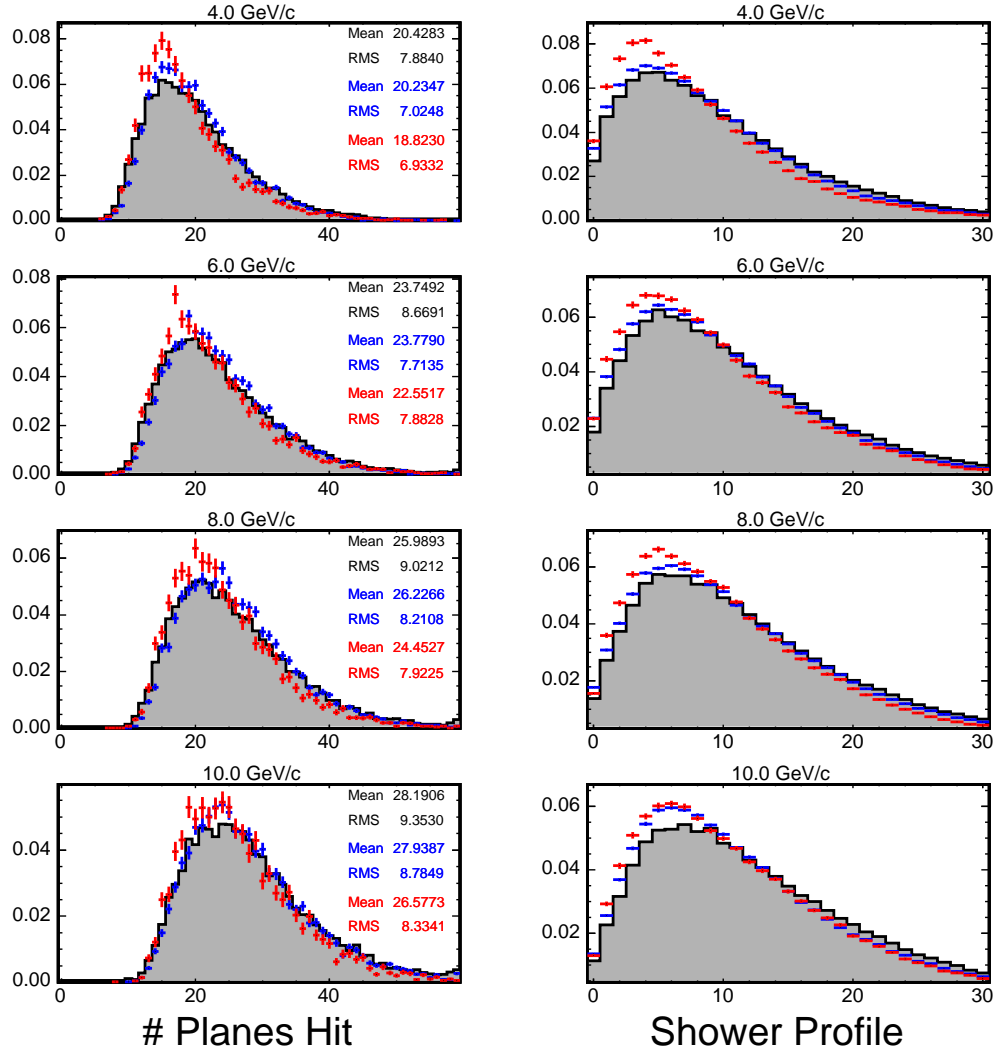 4.0 GeV/c
0.08
0.06
0.04
0.02
0.00
0 20 40
Mean 20.4283
RMS 7.8840
Mean 20.2347
RMS 7.0248
Mean 18.8230
RMS 6.9332
4.0 GeV/c
0.08
0.06
0.04
0.02
0 10 20 30
6.0 GeV/c
0.08
0.06
0.04
0.02
0.00
0 20 40
Mean 23.7492
RMS 8.6691
Mean 23.7790
RMS 7.7135
Mean 22.5517
RMS 7.8828
6.0 GeV/c
0.06
0.04
0.02
0 10 20 30
8.0 GeV/c
0.06
0.04
0.02
0.00
0 20 40
Mean 25.9893
RMS 9.0212
Mean 26.2266
RMS 8.2108
Mean 24.4527
RMS 7.9225
8.0 GeV/c
0.06
0.04
0.02
0 10 20 30
10.0 GeV/c
0.04
0.02
0.00
0 20 40
Mean 28.1906
RMS 9.3530
Mean 27.9387
RMS 8.7849
Mean 26.5773
RMS 8.3341
10.0 GeV/c
0.06
0.04
0.02
0 10 20 30
# Planes Hit
Shower Profile